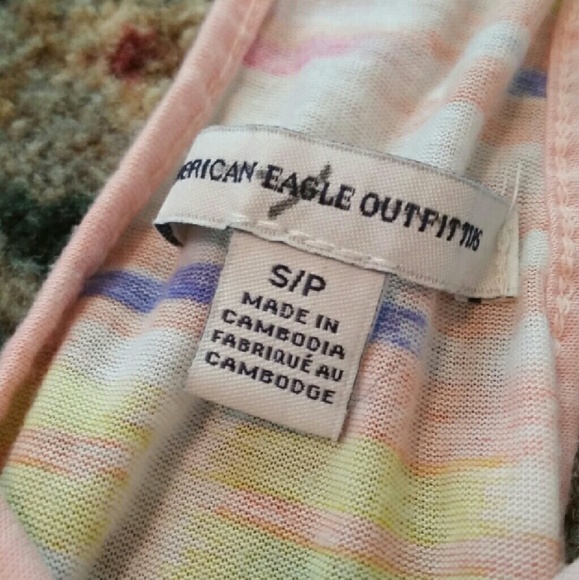 ERICAN EAGLE OUTFITTERS
S/P
MADE IN
CAMBODIA
FABRIQUÉ AU
CAMBODGE